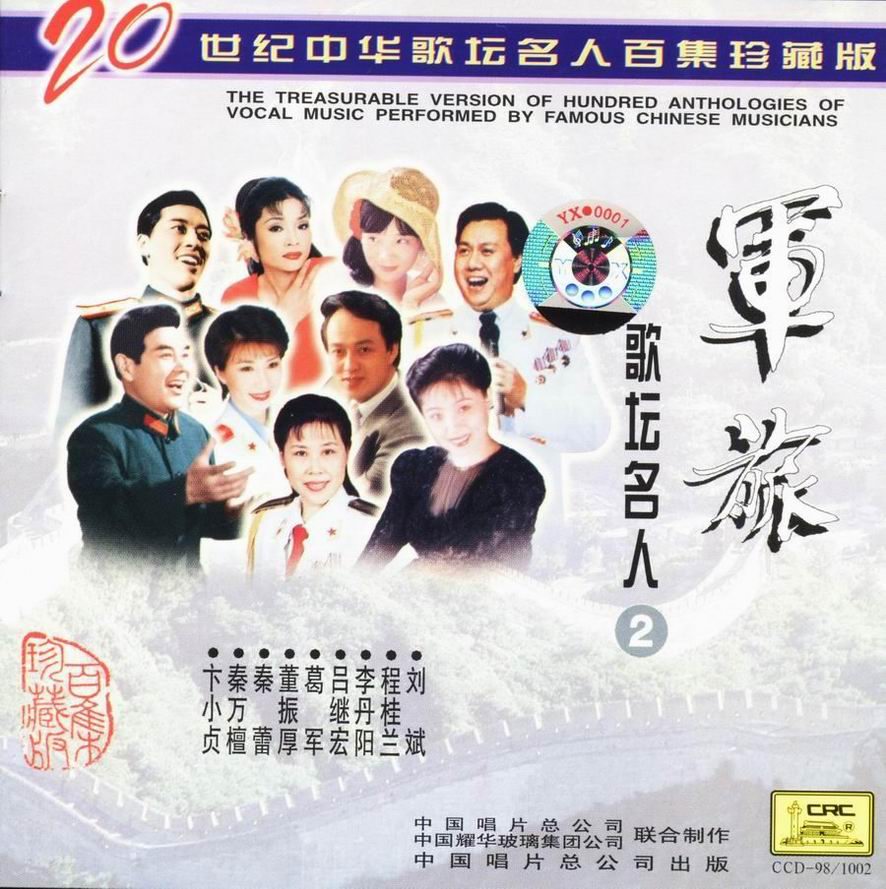 20世纪中华歌坛名人百集珍藏版
THE TREASURABLE VERSION OF HUNDRED ANTHOLOGIES OF
VOCAL MUSIC PERFORMED BY FAMOUS CHINESE MUSICIANS
YX●0001
軍旅
歌坛名人
2
刘斌
程桂兰
李丹阳
吕继宏
葛军
董振厚
秦蕾
秦万檀
卞小贞
百集
珍藏版
中国唱片总公司
中国耀华玻璃集团公司
联合制作
中国唱片总公司出版
CRC
®
CCD-98/1002